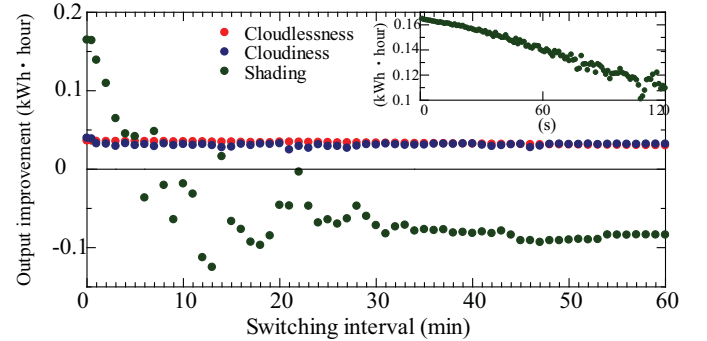 0.2
0.1
0
-0.1
Output improvement (kWh・hour)
Cloudlessness
Cloudiness
Shading
(kWh・hour)
0.16
0.14
0.12
0.1
0
60
120
(s)
0
10
20
30
40
50
60
Switching interval (min)